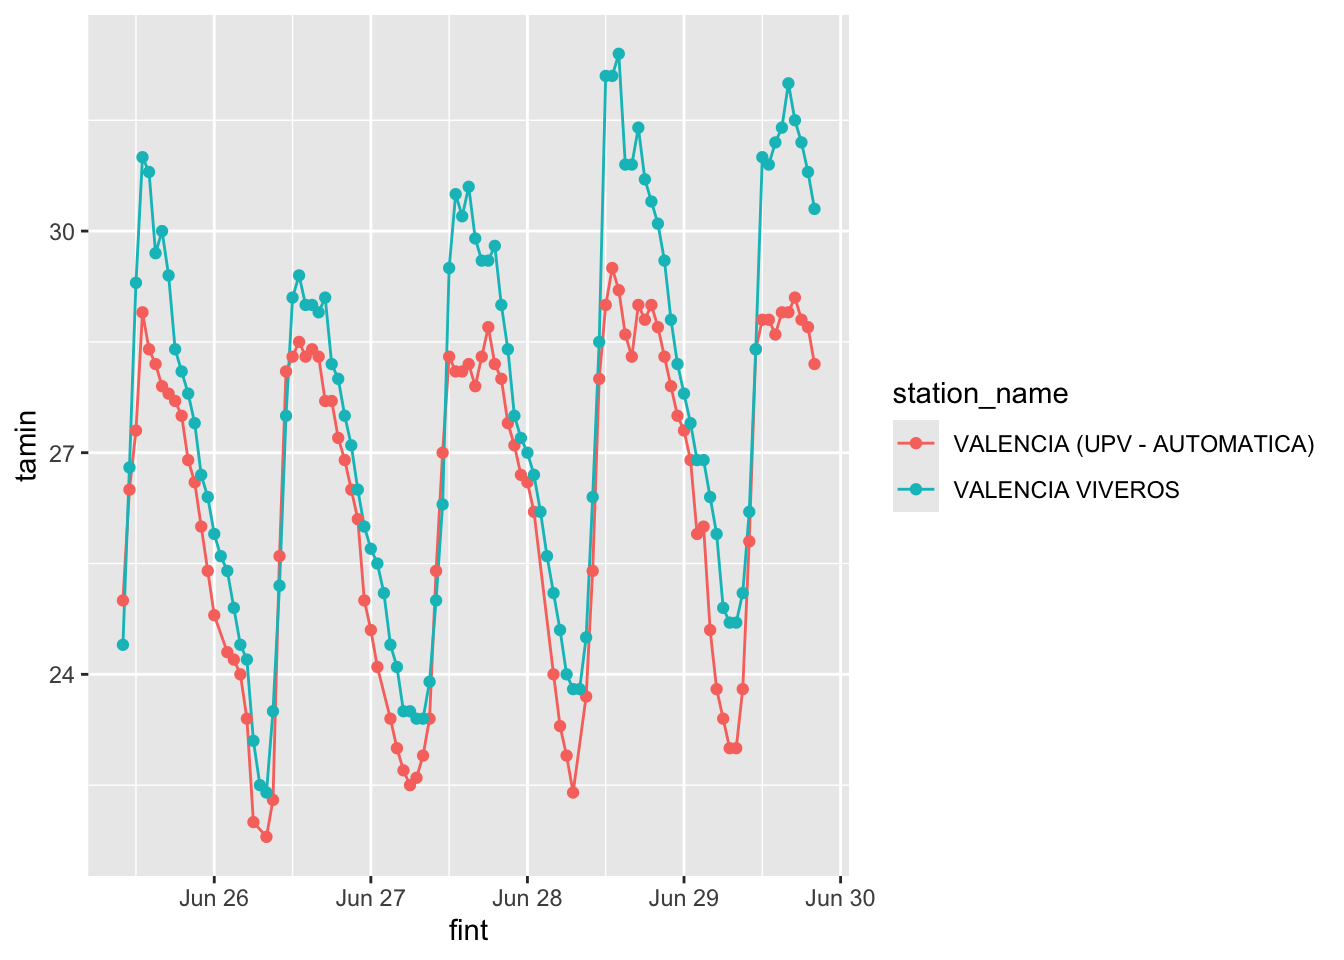 30
27
24
tamin
Jun 26
Jun 27
Jun 28
Jun 29
Jun 30
fint
station_name
VALENCIA (UPV - AUTOMATICA)
VALENCIA VIVEROS